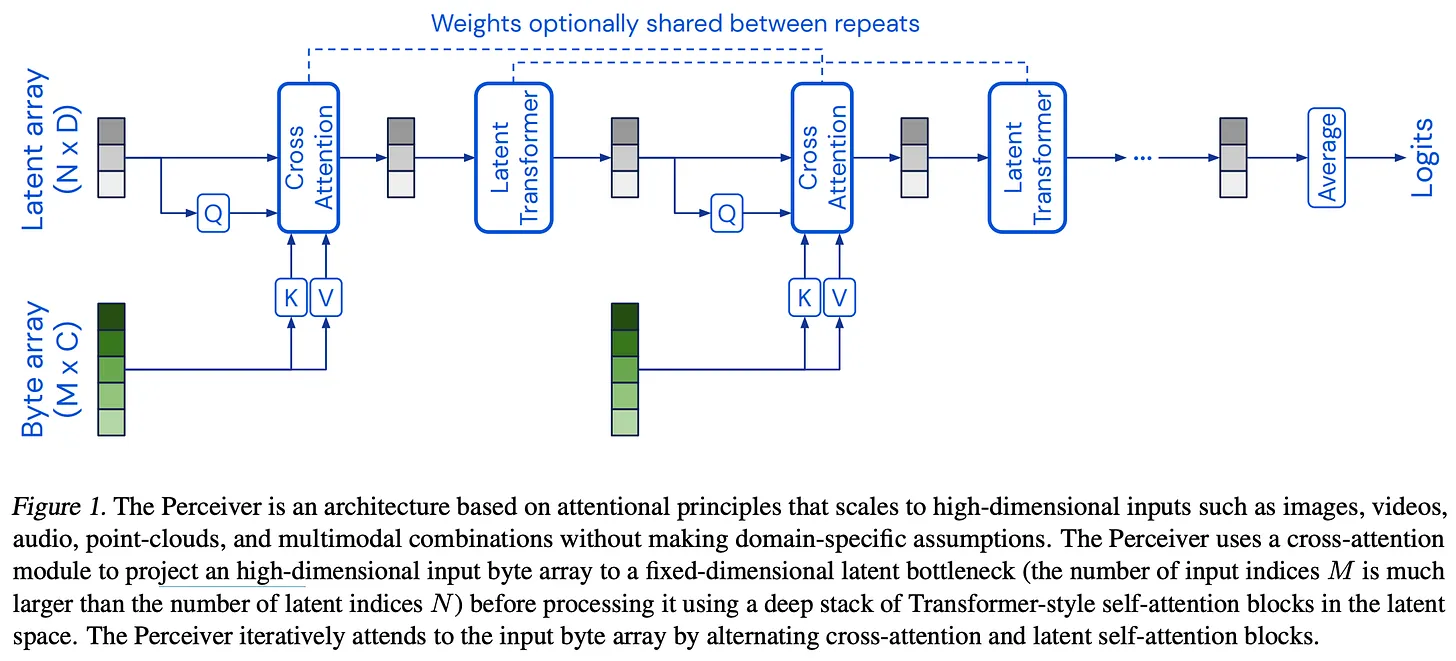 Weights optionally shared between repeats
Latent array
(N x D)
Q
Cross
Attention
Latent
Transformer
Q
Cross
Attention
Latent
Transformer
...
Average
Logits
K
V
K
V
Byte array
(M x C)
Figure 1. The Perceiver is an architecture based on attentional principles that scales to high-dimensional inputs such as images, videos,
audio, point-clouds, and multimodal combinations without making domain-specific assumptions. The Perceiver uses a cross-attention
module to project an high-dimensional input byte array to a fixed-dimensional latent bottleneck (the number of input indices M is much
larger than the number of latent indices N) before processing it using a deep stack of Transformer-style self-attention blocks in the latent
space. The Perceiver iteratively attends to the input byte array by alternating cross-attention and latent self-attention blocks.